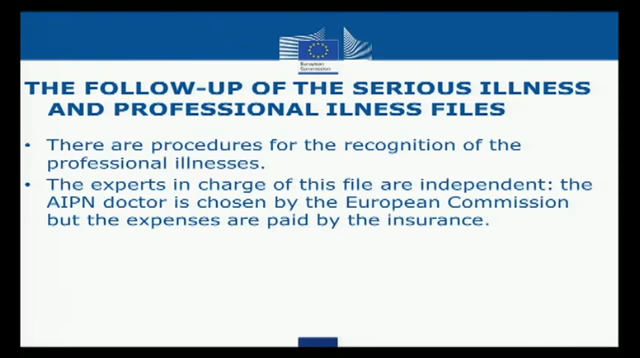 European
Commission
THE FOLLOW-UP OF THE SERIOUS ILLNESS
AND PROFESSIONAL ILNESS FILES
• There are procedures for the recognition of the
professional illnesses.
• The experts in charge of this file are independent: the
AIPN doctor is chosen by the European Commission
but the expenses are paid by the insurance.